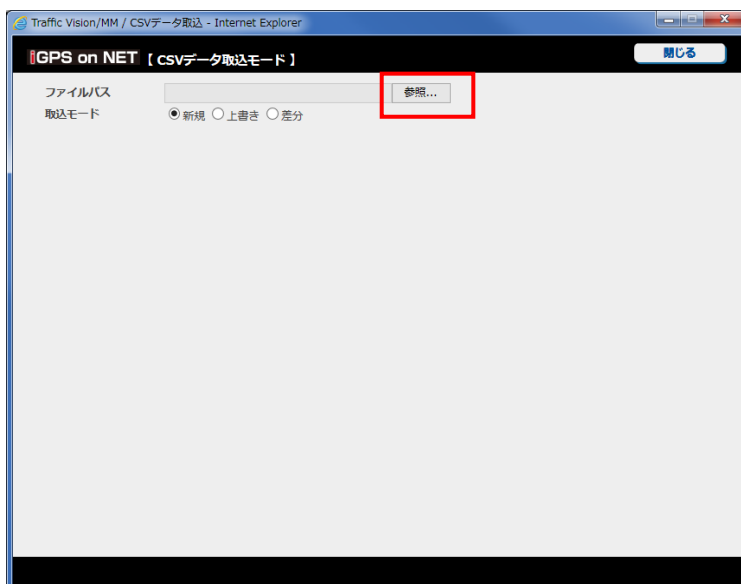 Traffic Vision/MM / CSVデータ取込 - Internet Explorer
iGPS on NET 【 CSVデータ取込モード 】 閉じる
ファイルパス 参照...
取込モード 新規 上書き 差分